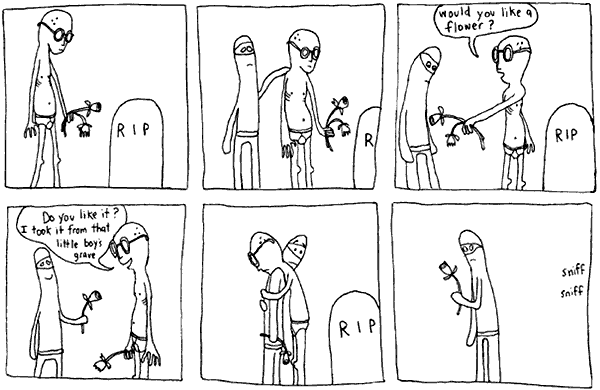 RIP
R
would you like a
flower?
RIP
Do you like it?
I took it from that
little boy's
grave
RIP
sniff
sniff